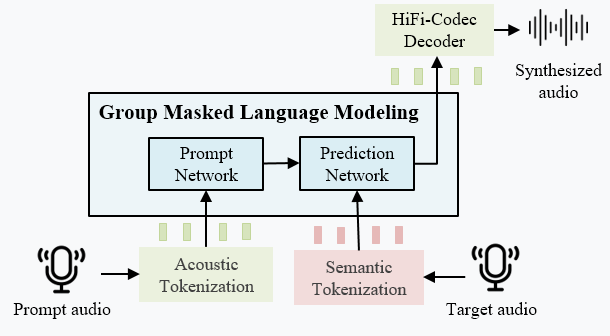 HiFi-Codec
Decoder
Synthesized
audio
Group Masked Language Modeling
Prompt
Network
Prediction
Network
Acoustic
Tokenization
Semantic
Tokenization
Prompt audio
Target audio